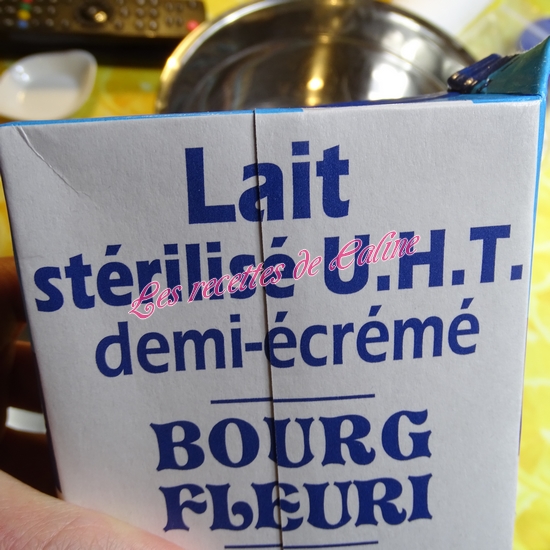 Lait
stérilisé U.H.T.
Les recettes de Caline
demi-écrémé
BOURG
FLEURI